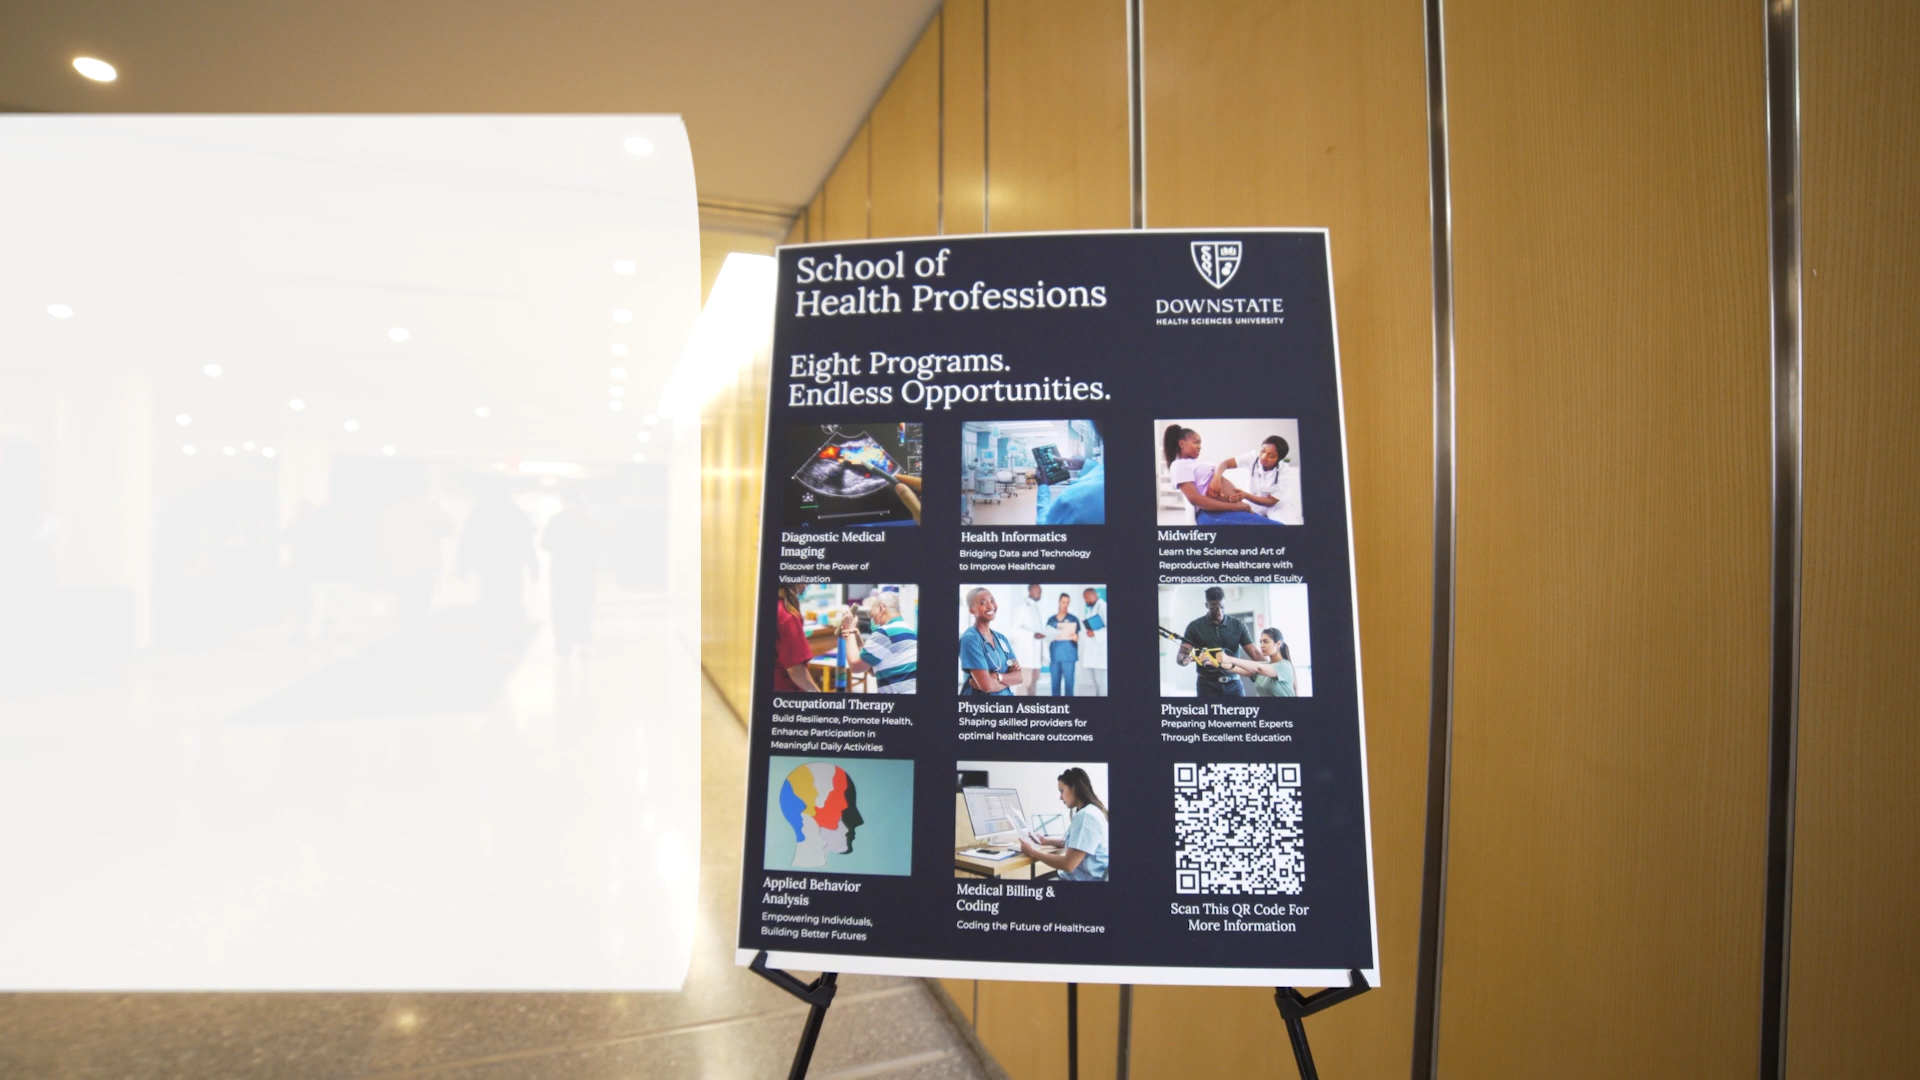 School of
Health Professions
DOWNSTATE
HEALTH SCIENCES UNIVERSITY
Eight Programs.
Endless Opportunities.
Diagnostic Medical
Imaging
Discover the Power of
Visualization
Health Informatics
Bridging Data and Technology
to Improve Healthcare
Midwifery
Learn the Science and Art of
Reproductive Healthcare with
Compassion, Choice, and Equity
Occupational Therapy
Build Resilience, Promote Health,
Enhance Participation in
Meaningful Daily Activities
Physician Assistant
Shaping skilled providers for
optimal healthcare outcomes
Physical Therapy
Preparing Movement Experts
Through Excellent Education
Applied Behavior
Analysis
Empowering Individuals,
Building Better Futures
Medical Billing &
Coding
Coding the Future of Healthcare
Scan This QR Code For
More Information